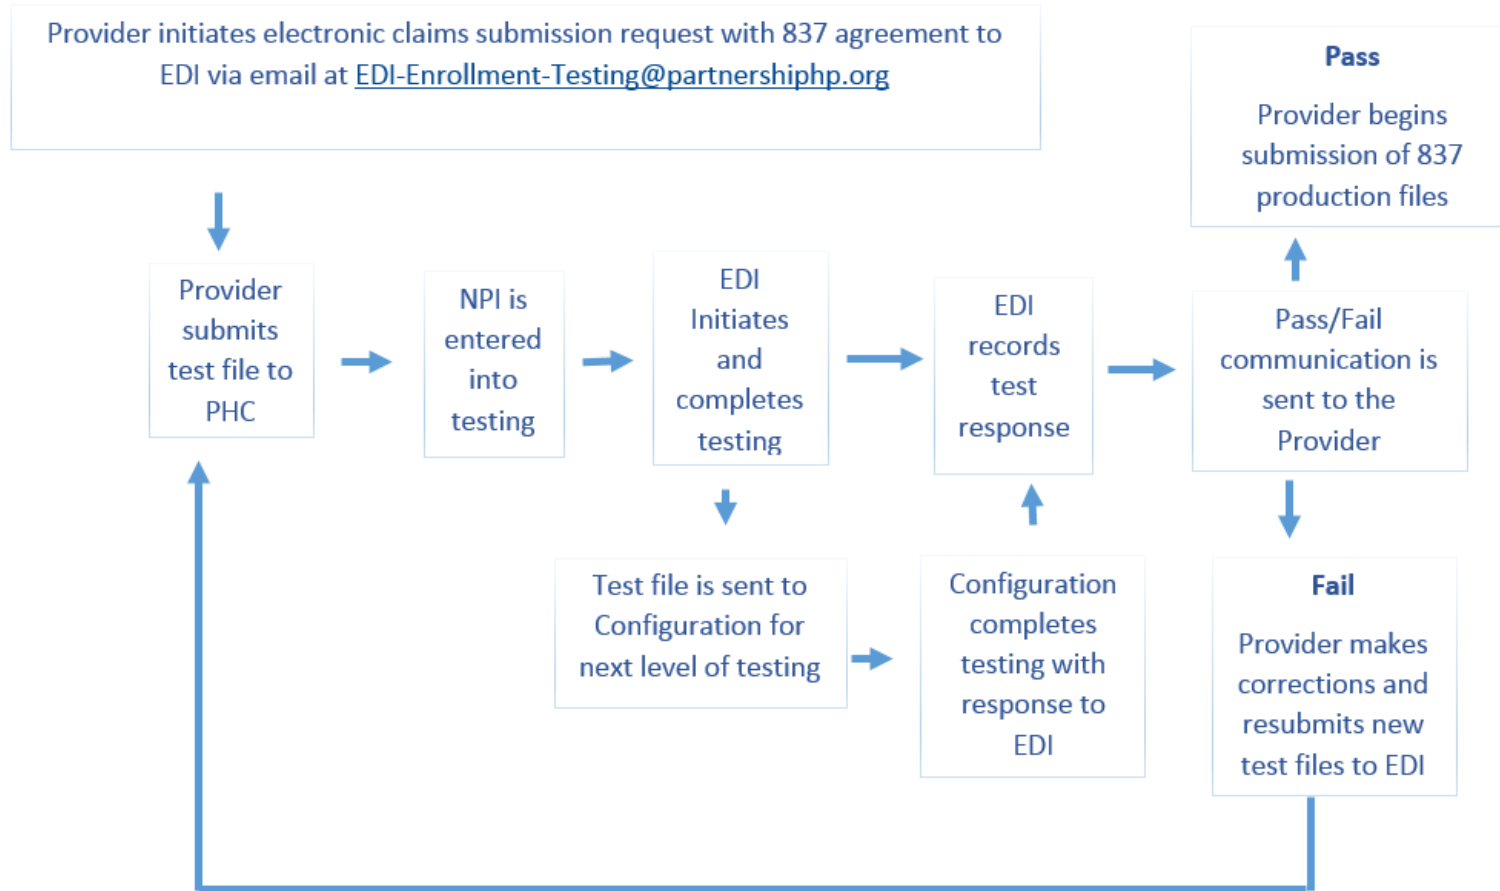 Provider initiates electronic claims submission request with 837 agreement to
EDI via email at EDI-Enrollment-Testing@partnershiphp.org
Pass
Provider begins
submission of 837
production files
Provider
submits
test file to
PHC
NPI is
entered
into
testing
EDI
Initiates
and
completes
testing
EDI
records
test
response
Pass/Fail
communication is
sent to the
Provider
Test file is sent to
Configuration for
next level of testing
Configuration
completes
testing with
response to
EDI
Fail
Provider makes
corrections and
resubmits new
test files to EDI